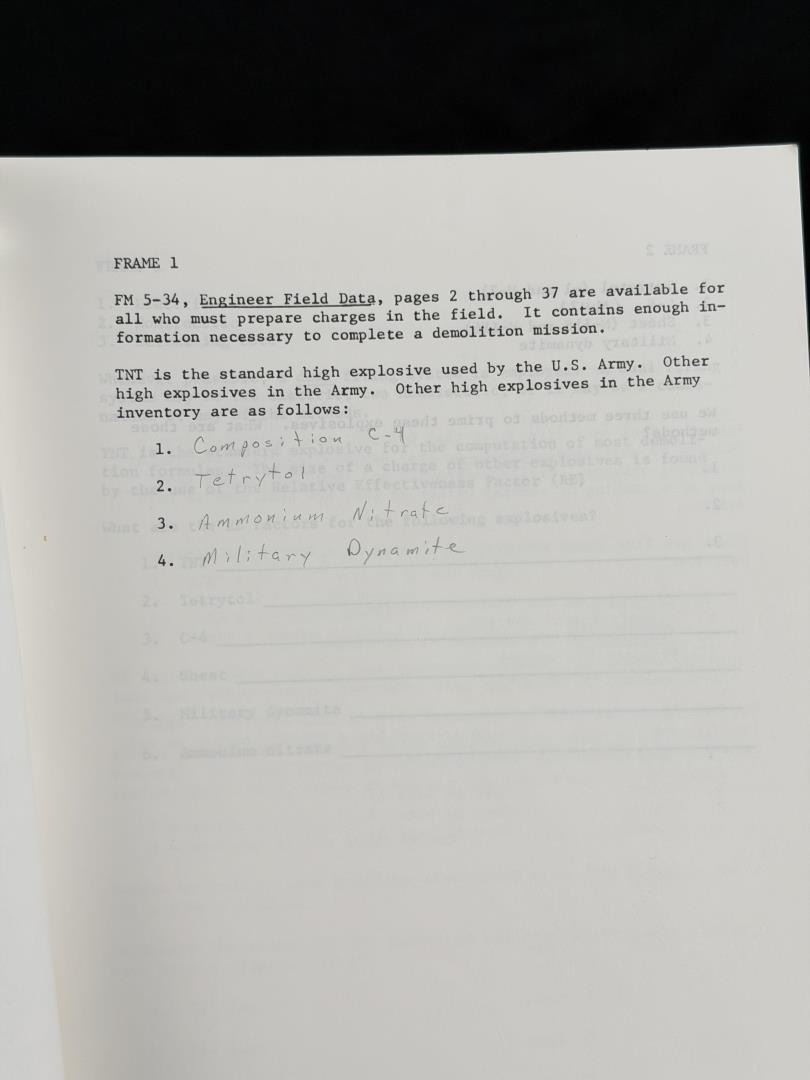 FRAME 1
FM 5-34, Engineer Field Data, pages 2 through 37 are available for
all who must prepare charges in the field. It contains enough in-
formation necessary to complete a demolition mission.
TNT is the standard high explosive used by the U.S. Army. Other
high explosives in the Army. Other high explosives in the Army
inventory are as follows:
1. Composition C-4
2. Tetrytol
3. Ammonium Nitrate
4. Military Dynamite